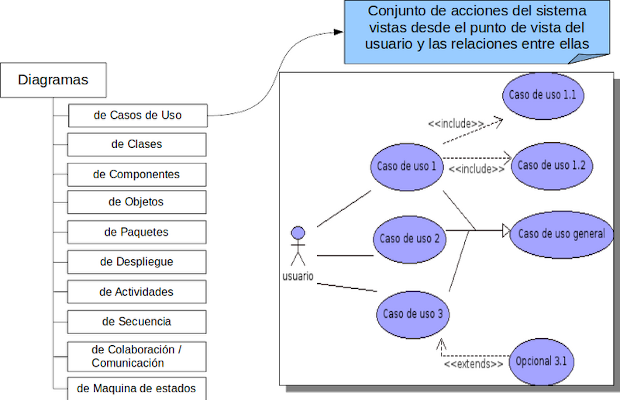 Conjunto de acciones del sistema
vistas desde el punto de vista del
usuario y las relaciones entre ellas
Diagramas
de Casos de Uso
de Clases
de Componentes
de Objetos
de Paquetes
de Despliegue
de Actividades
de Secuencia
de Colaboración /
Comunicación
de Maquina de estados
Caso de uso 1.1
<<include>>
Caso de uso 1
<<include>>
Caso de uso 1.2
Caso de uso 2
Caso de uso general
usuario
Caso de uso 3
<<extends>>
Opcional 3.1